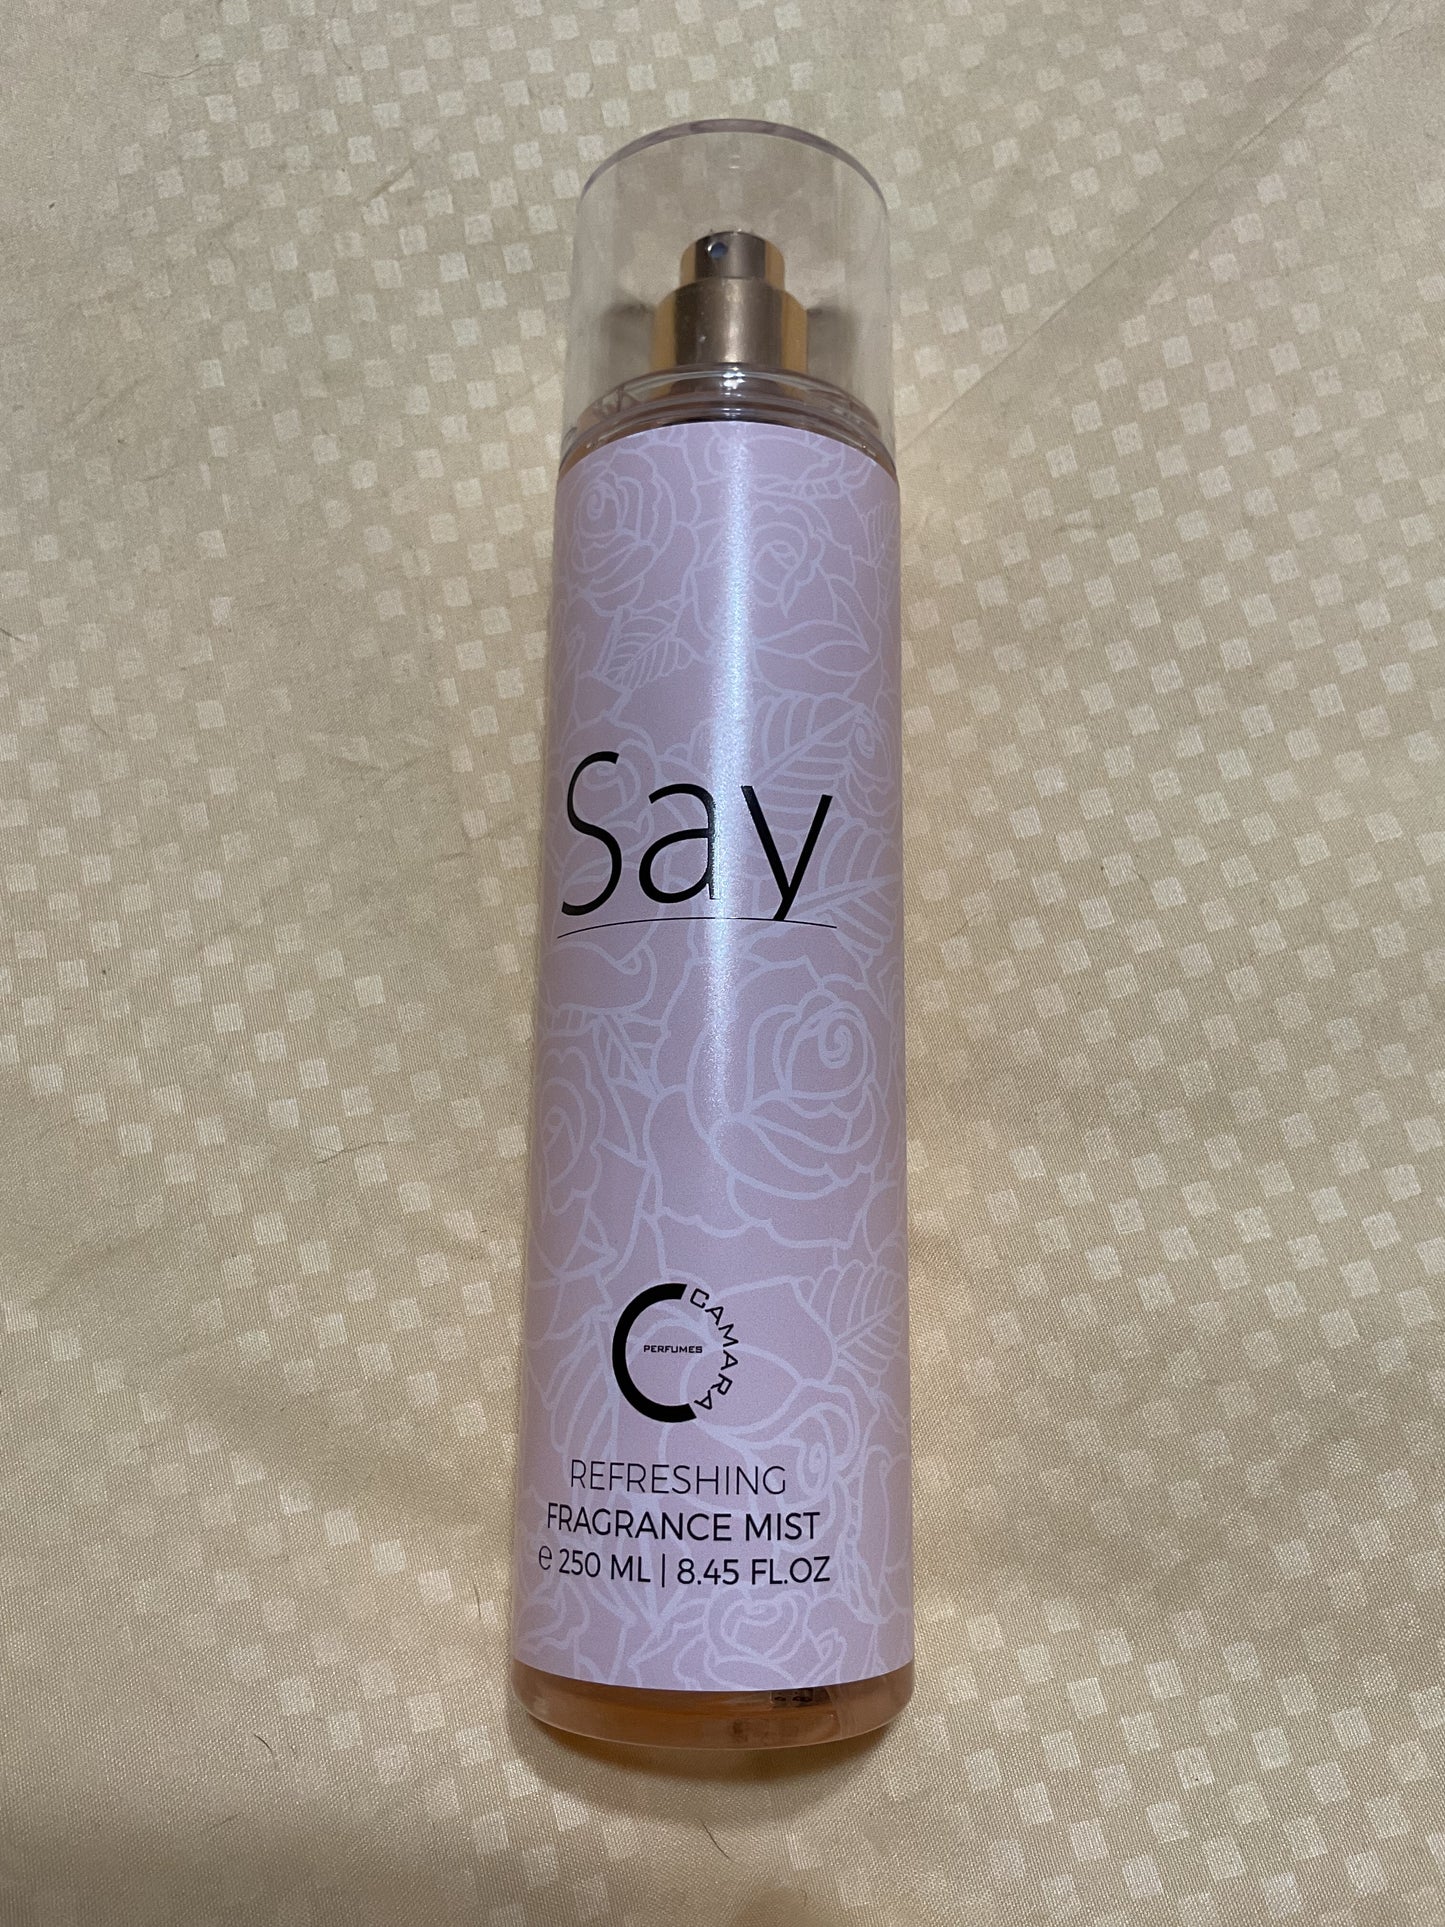 Say
CAMARA
PERFUMES
REFRESHING
FRAGRANCE MIST
℮ 250 ML | 8.45 FL.OZ